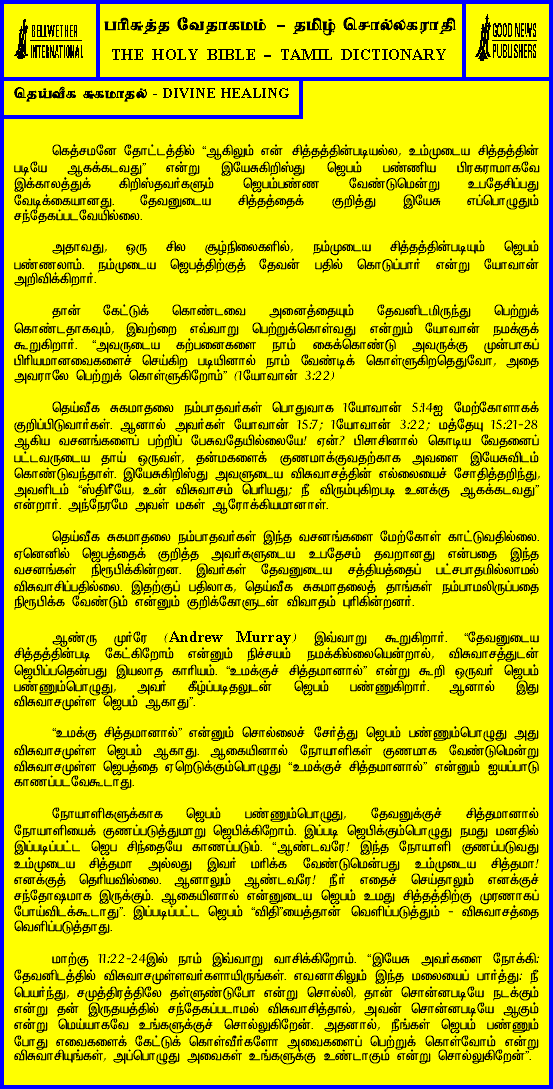 BELLWETHER
INTERNATIONAL
பரிசுத்த வேதாகமம் – தமிழ் சொல்லகராதி
THE HOLY BIBLE – TAMIL DICTIONARY
GOOD NEWS
PUBLISHERS
தெய்வீக சுகமாதல் - DIVINE HEALING
கெத்சமனே தோட்டத்தில் “ஆகிலும் என் சித்தத்தின்படியல்ல, உம்முடைய சித்தத்தின்
படியே ஆகக்கடவது” என்று இயேசுகிறிஸ்து ஜெபம் பண்ணிய பிரகாரமாகவே
இக்காலத்துக் கிறிஸ்தவர்களும் ஜெபம்பண்ண வேண்டுமென்று உபதேசிப்பது
வேடிக்கையானது. தேவனுடைய சித்தத்தைக் குறித்து இயேசு எப்பொழுதும்
சந்தேகப்படவேயில்லை.
அதாவது, ஒரு சில சூழ்நிலைகளில், நம்முடைய சித்தத்தின்படியும் ஜெபம்
பண்ணலாம். நம்முடைய ஜெபத்திற்குத் தேவன் பதில் கொடுப்பார் என்று யோவான்
அறிவிக்கிறார்.
தான் கேட்டுக் கொண்டவை அனைத்தையும் தேவனிடமிருந்து பெற்றுக்
கொண்டதாகவும், இவற்றை எவ்வாறு பெற்றுக்கொள்வது என்றும் யோவான் நமக்குக்
கூறுகிறார். “அவருடைய கற்பனைகளை நாம் கைக்கொண்டு அவருக்கு முன்பாகப்
பிரியமானவைகளைச் செய்கிற படியினால் நாம் வேண்டிக் கொள்ளுகிறதெதுவோ, அதை
அவராலே பெற்றுக் கொள்ளுகிறோம்” (1யோவான் 3:22)
தெய்வீக சுகமாதலை நம்பாதவர்கள் பொதுவாக 1யோவான் 5:14ஐ மேற்கோளாகக்
குறிப்பிடுவார்கள். ஆனால் அவர்கள் யோவான் 15:7; 1யோவான் 3:22; மத்தேயு 15:21-28
ஆகிய வசனங்களைப் பற்றிப் பேசுவதேயில்லையே! ஏன்? பிசாசினால் கொடிய வேதனைப்
பட்டவருடைய தாய் ஒருவள், தன்மகளைக் குணமாக்குவதற்காக அவளை இயேசுவிடம்
கொண்டுவந்தாள். இயேசுகிறிஸ்து அவளுடைய விசுவாசத்தின் எல்லையைச் சோதித்தறிந்து,
அவளிடம் “ஸ்திரீயே, உன் விசுவாசம் பெரியது; நீ விரும்புகிறபடி உனக்கு ஆகக்கடவது”
என்றார். அந்நேரமே அவள் மகள் ஆரோக்கியமானாள்.
தெய்வீக சுகமாதலை நம்பாதவர்கள் இந்த வசனங்களை மேற்கோள் காட்டுவதில்லை.
ஏனெனில் ஜெபத்தைக் குறித்த அவர்களுடைய உபதேசம் தவறானது என்பதை இந்த
வசனங்கள் நிரூபிக்கின்றன. இவர்கள் தேவனுடைய சத்தியத்தைப் பட்சபாதமில்லாமல்
விசுவாசிப்பதில்லை. இதற்குப் பதிலாக, தெய்வீக சுகமாதலைத் தாங்கள் நம்பாமலிருப்பதை
நிரூபிக்க வேண்டும் என்னும் குறிக்கோளுடன் விவாதம் புரிகின்றனர்.
ஆண்ரு முர்ரே (Andrew Murray) இவ்வாறு கூறுகிறார். “தேவனுடைய
சித்தத்தின்படி கேட்கிறோம் என்னும் நிச்சயம் நமக்கில்லையென்றால், விசுவாசத்துடன்
ஜெபிப்பதென்பது இயலாத காரியம். “உமக்குச் சித்தமானால்” என்று கூறி ஒருவர் ஜெபம்
பண்ணும்பொழுது, அவர் கீழ்ப்படிதலுடன் ஜெபம் பண்ணுகிறார். ஆனால் இது
விசுவாசமுள்ள ஜெபம் ஆகாது”.
“உமக்கு சித்தமானால்” என்னும் சொல்லைச் சேர்த்து ஜெபம் பண்ணும்பொழுது அது
விசுவாசமுள்ள ஜெபம் ஆகாது. ஆகையினால் நோயாளிகள் குணமாக வேண்டுமென்று
விசுவாசமுள்ள ஜெபத்தை ஏறெடுக்கும்பொழுது “உமக்குச் சித்தமானால்” என்னும் ஐயப்பாடு
காணப்படவேகூடாது.
நோயாளிகளுக்காக ஜெபம் பண்ணும்பொழுது, தேவனுக்குச் சித்தமானால்
நோயாளியைக் குணப்படுத்துமாறு ஜெபிக்கிறோம். இப்படி ஜெபிக்கும்பொழுது நமது மனதில்
இப்படிப்பட்ட ஜெப சிந்தையே காணப்படும். “ஆண்டவரே! இந்த நோயாளி குணப்படுவது
உம்முடைய சித்தமா அல்லது இவர் மரிக்க வேண்டுமென்பது உம்முடைய சித்தமா!
எனக்குத் தெரியவில்லை. ஆனாலும் ஆண்டவரே! நீர் எதைச் செய்தாலும் எனக்குச்
சந்தோஷமாக இருக்கும். ஆகையினால் என்னுடைய ஜெபம் உமது சித்தத்திற்கு முரணாகப்
போய்விடக்கூடாது”. இப்படிப்பட்ட ஜெபம் “விதி”யைத்தான் வெளிப்படுத்தும் - விசுவாசத்தை
வெளிப்படுத்தாது.
மாற்கு 11:22-24இல் நாம் இவ்வாறு வாசிக்கிறோம். “இயேசு அவர்களை நோக்கி:
தேவனிடத்தில் விசுவாசமுள்ளவர்களாயிருங்கள். எவனாகிலும் இந்த மலையைப் பார்த்து: நீ
பெயர்ந்து, சமுத்திரத்திலே தள்ளுண்டுபோ என்று சொல்லி, தான் சொன்னபடியே நடக்கும்
என்று தன் இருதயத்தில் சந்தேகப்படாமல் விசுவாசித்தால், அவன் சொன்னபடியே ஆகும்
என்று மெய்யாகவே உங்களுக்குச் சொல்லுகிறேன். அதனால், நீங்கள் ஜெபம் பண்ணும்
போது எவைகளைக் கேட்டுக் கொள்வீர்களோ அவைகளைப் பெற்றுக் கொள்வோம் என்று
விசுவாசியுங்கள், அப்பொழுது அவைகள் உங்களுக்கு உண்டாகும் என்று சொல்லுகிறேன்”.